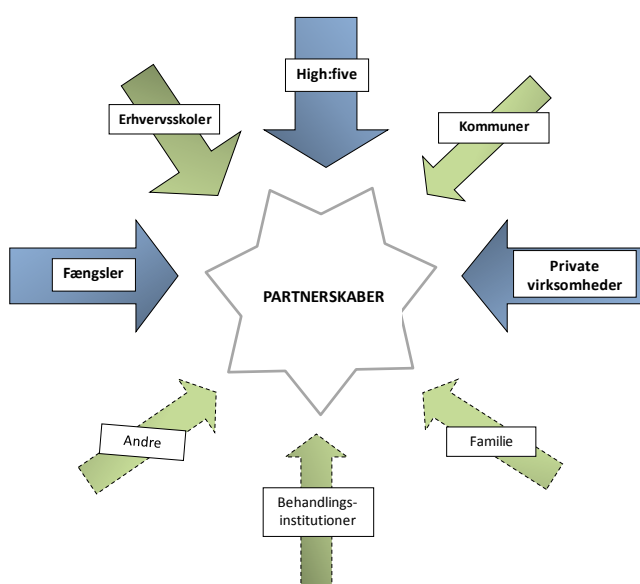 High:five
Erhvervsskoler
Kommuner
Fængsler
PARTNERSKABER
Private
virksomheder
Andre
Familie
Behandlings-
institutioner